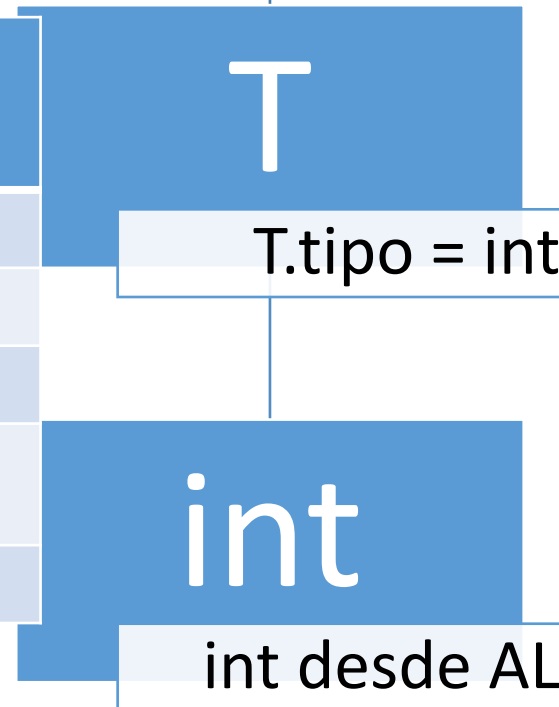 T
T.tipo = int
int
int desde AL